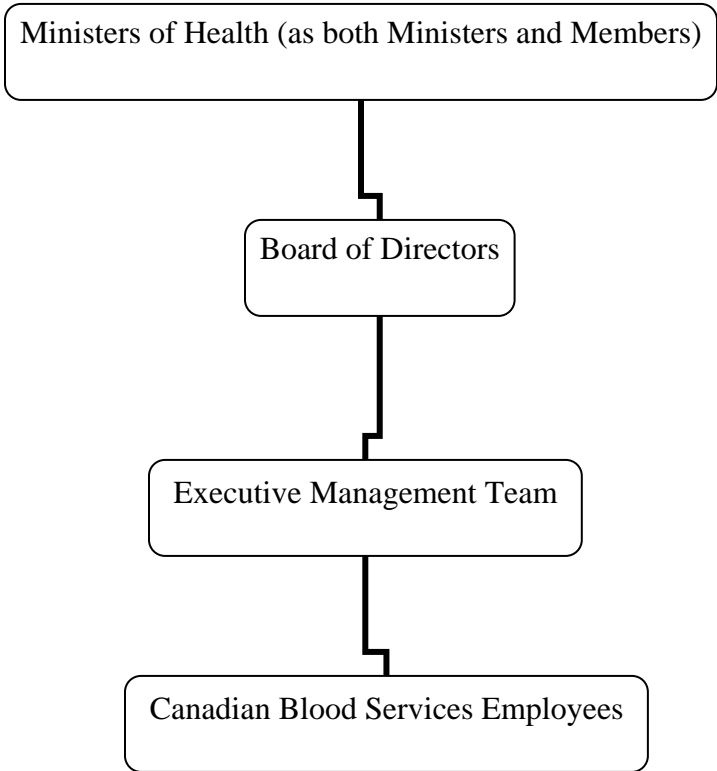 Ministers of Health (as both Ministers and Members)
Board of Directors
Executive Management Team
Canadian Blood Services Employees